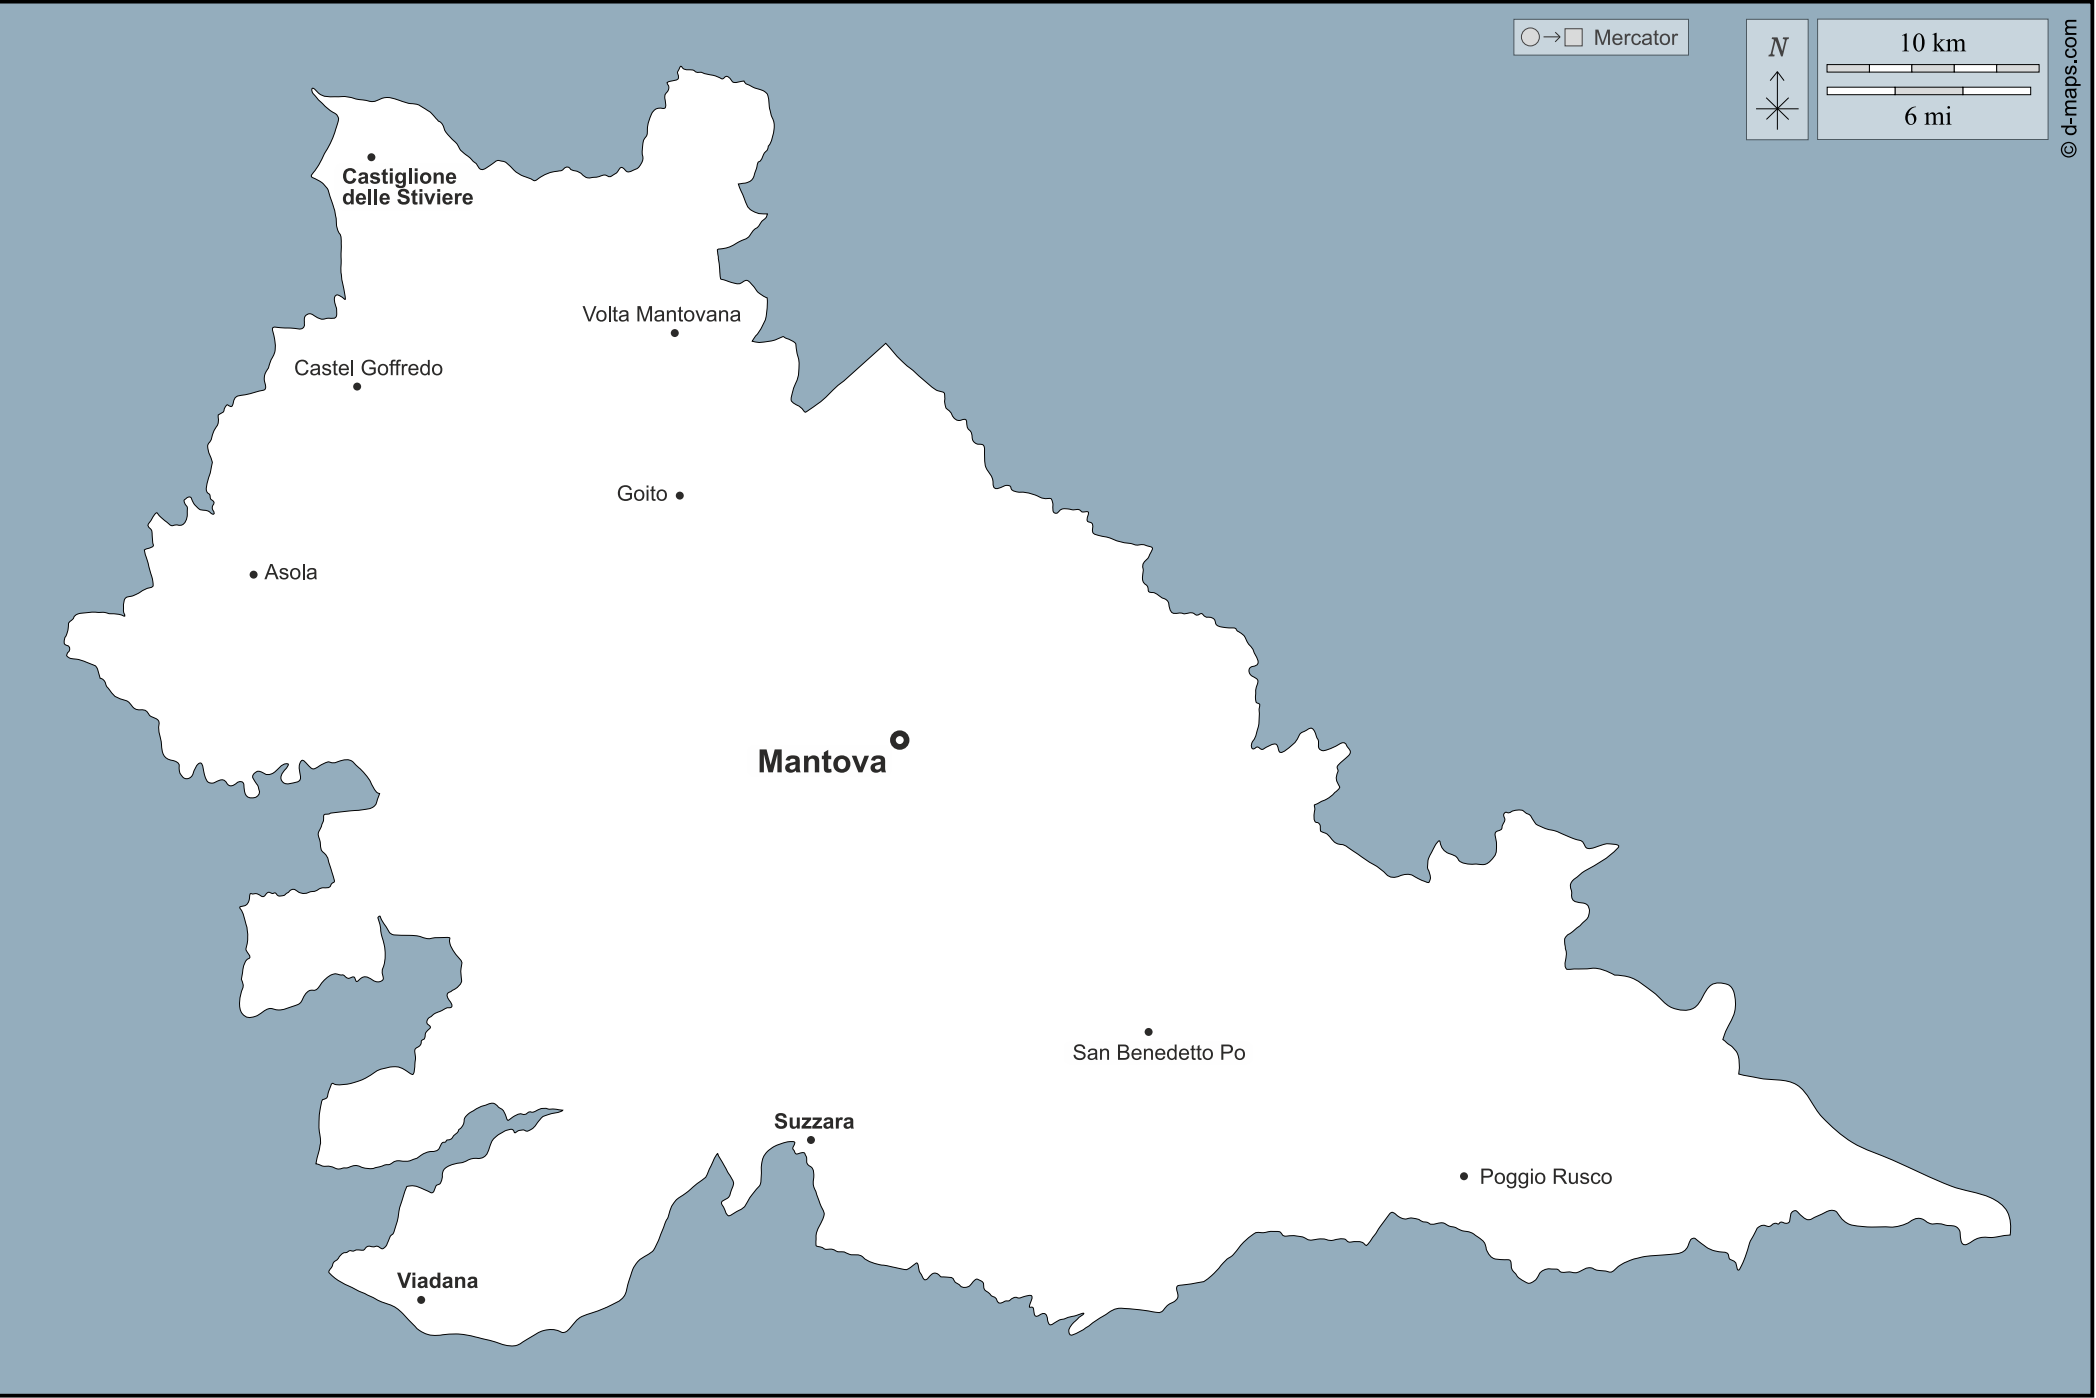 Mercator
N
10 km
6 mi
© d-maps.com
Castiglione
delle Stiviere
Volta Mantovana
Castel Goffredo
Goito
Asola
Mantova
San Benedetto Po
Suzzara
Poggio Rusco
Viadana